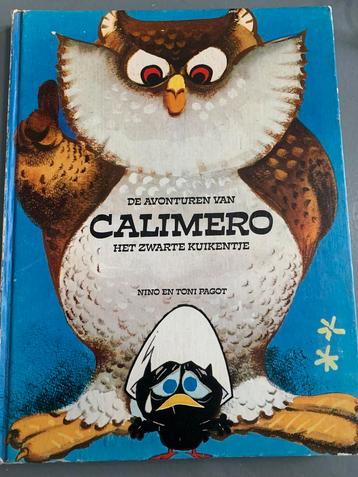 DE AVONTUREN VAN
CALIMERO
HET ZWARTE KUIKENTJE
NINO EN TONI PAGOT